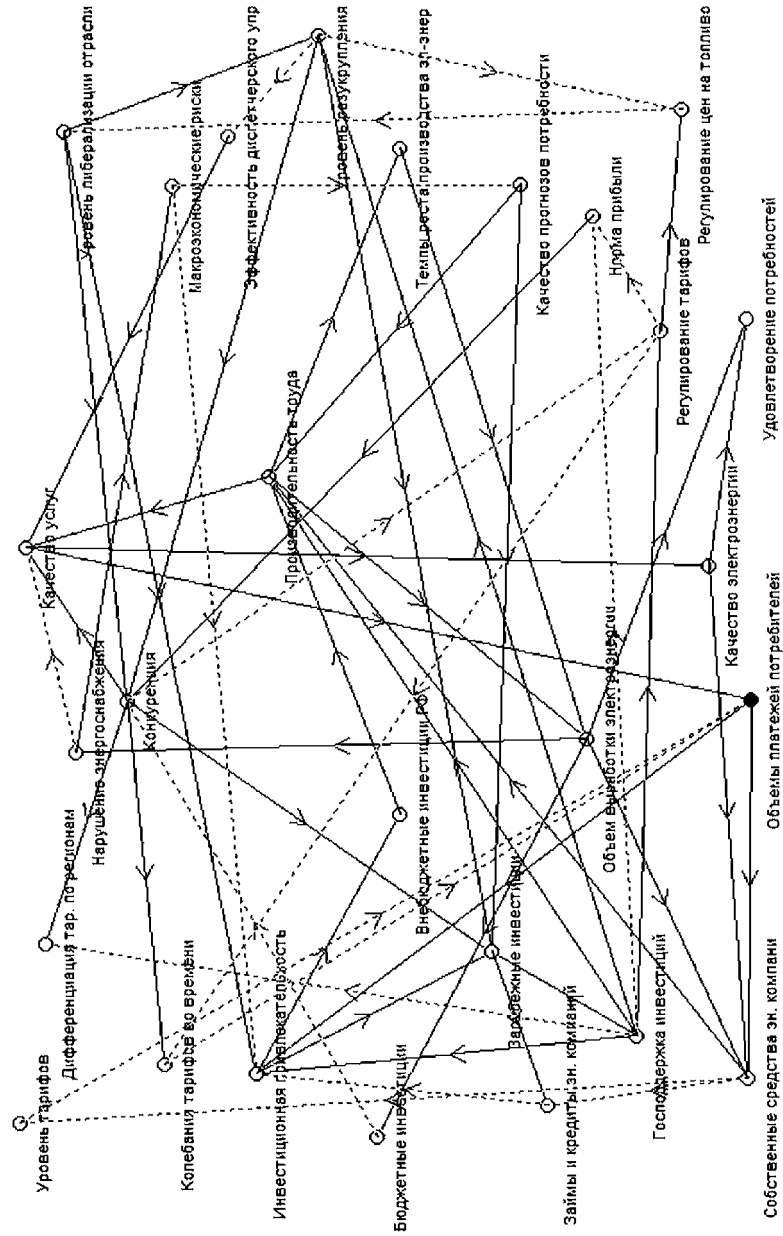 Уровень тарифов
Дифференциация тар. по регионам
Нарушение энергоснабжения
Качество услуг
Уровень либерализации отрасли
Колебания тарифов во времени
Конкуренция
Макроэкономические риски
Инвестиционная привлекательность
Производительность труда
Эффективность диспетчерского упр
Уровень разукрупнения
Бюджетные инвестиции
Внебюджетные инвестиции РФ
Темпы роста производства эл-энер
Зарубежные инвестиции
Качество прогнозов потребности
Займы и кредиты эн. компании
Объем выработки электроэнергии
Норма прибыли
Господдержка инвестиций
Регулирование тарифов
Регулирование цен на топливо
Качество электроэнергии
Собственные средства эн. компани
Объемы платежей потребителей
Удовлетворение потребностей